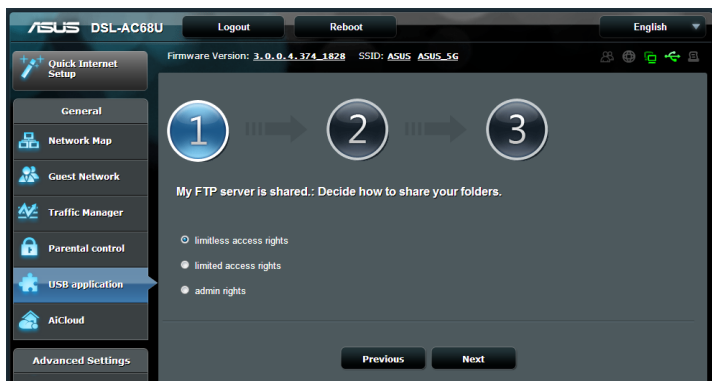 ASUS DSL-AC68U Logout Reboot English
Quick Internet Setup
Firmware Version: 3.0.0.4.374_1828 SSID: ASUS ASUS_5G
General
Network Map
Guest Network
Traffic Manager
Parental control
USB application
AiCloud
Advanced Settings
1 2 3
My FTP server is shared.: Decide how to share your folders.
limitless access rights
limited access rights
admin rights
Previous Next